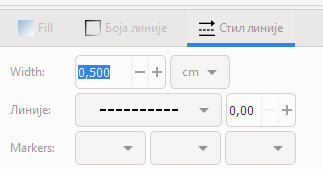 Fill Боја линије Стил линије
Width: 0,500 cm
Линије: 0,00
Markers: